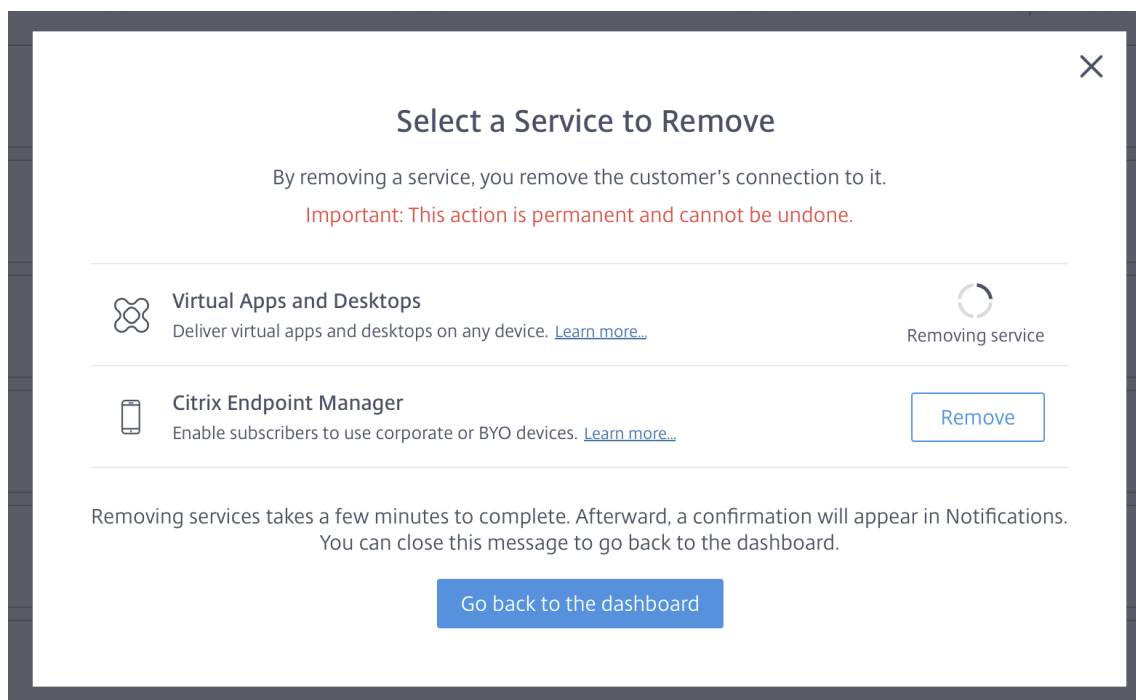 Select a Service to Remove
By removing a service, you remove the customer's connection to it.
Important: This action is permanent and cannot be undone.
Virtual Apps and Desktops
Deliver virtual apps and desktops on any device. Learn more...
Removing service
Citrix Endpoint Manager
Enable subscribers to use corporate or BYO devices. Learn more...
Remove
Removing services takes a few minutes to complete. Afterward, a confirmation will appear in Notifications.
You can close this message to go back to the dashboard.
Go back to the dashboard